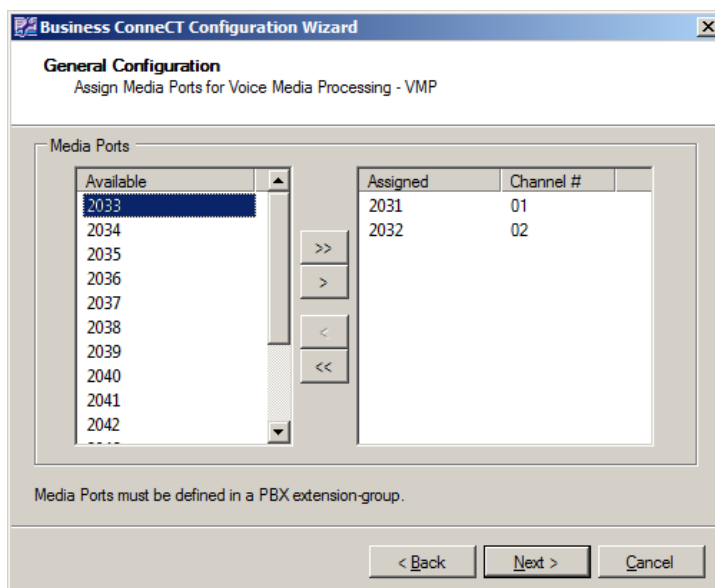 Business ConneCT Configuration Wizard
General Configuration
Assign Media Ports for Voice Media Processing - VMP
Media Ports
Available
2033
2034
2035
2036
2037
2038
2039
2040
2041
2042
>>
>
<
<<
Assigned Channel #
2031 01
2032 02
Media Ports must be defined in a PBX extension-group.
< Back Next > Cancel